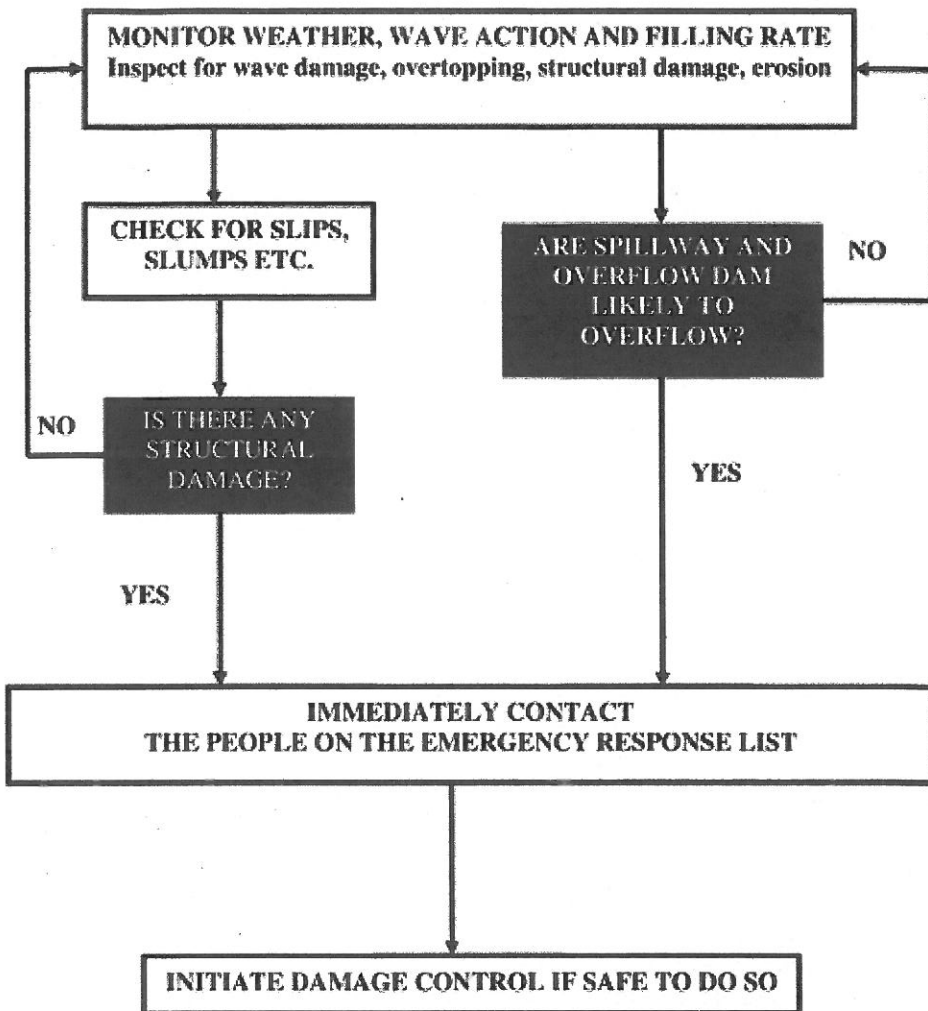 MONITOR WEATHER, WAVE ACTION AND FILLING RATE
Inspect for wave damage, overtopping, structural damage, erosion
CHECK FOR SLIPS,
SLUMPS ETC.
ARE SPILLWAY AND
OVERFLOW DAM
LIKELY TO
OVERFLOW?
NO
NO
IS THERE ANY
STRUCTURAL
DAMAGE?
YES
YES
IMMEDIATELY CONTACT
THE PEOPLE ON THE EMERGENCY RESPONSE LIST
INITIATE DAMAGE CONTROL IF SAFE TO DO SO